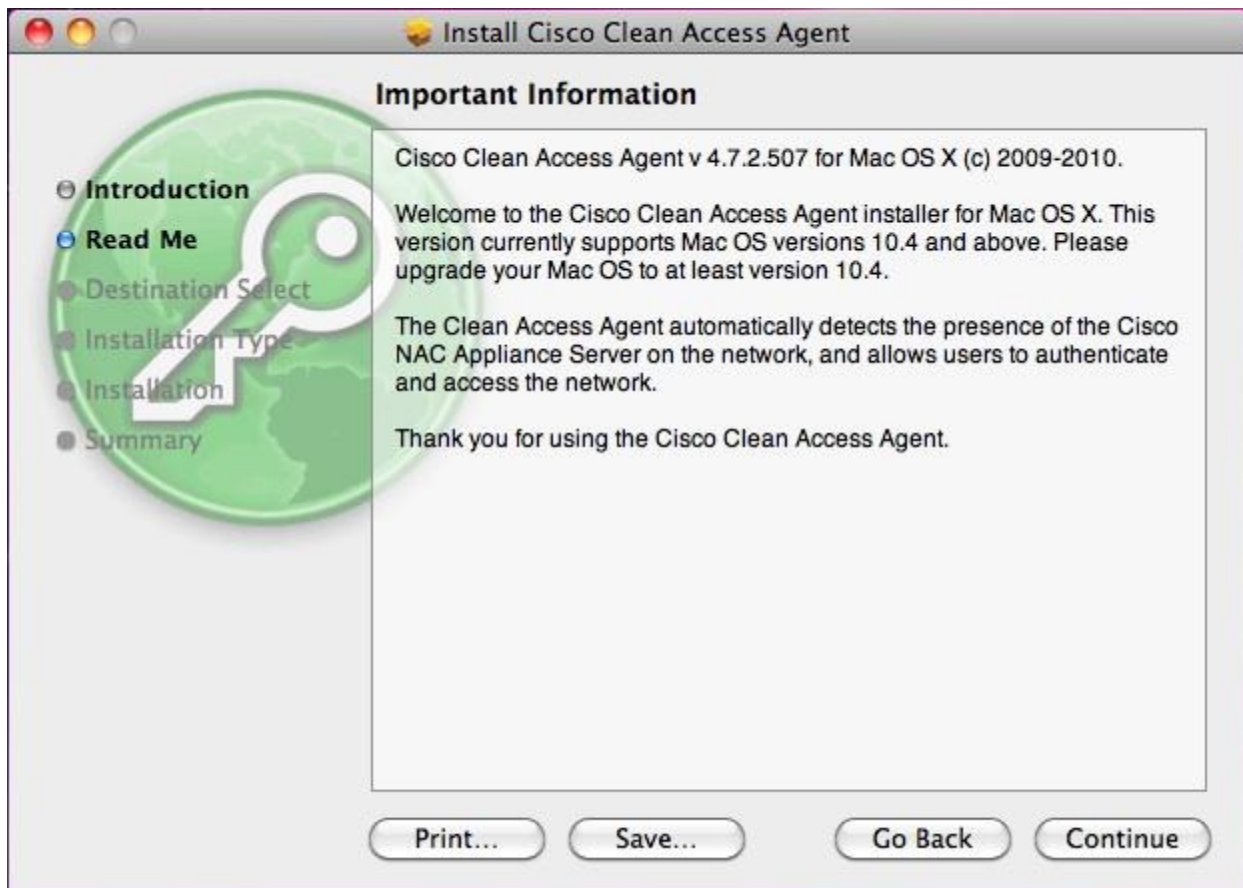 Install Cisco Clean Access Agent
Important Information
Introduction
Read Me
Destination Select
Installation Type
Installation
Summary
Cisco Clean Access Agent v 4.7.2.507 for Mac OS X (c) 2009-2010.
Welcome to the Cisco Clean Access Agent installer for Mac OS X. This
version currently supports Mac OS versions 10.4 and above. Please
upgrade your Mac OS to at least version 10.4.
The Clean Access Agent automatically detects the presence of the Cisco
NAC Appliance Server on the network, and allows users to authenticate
and access the network.
Thank you for using the Cisco Clean Access Agent.
Print... Save... Go Back Continue